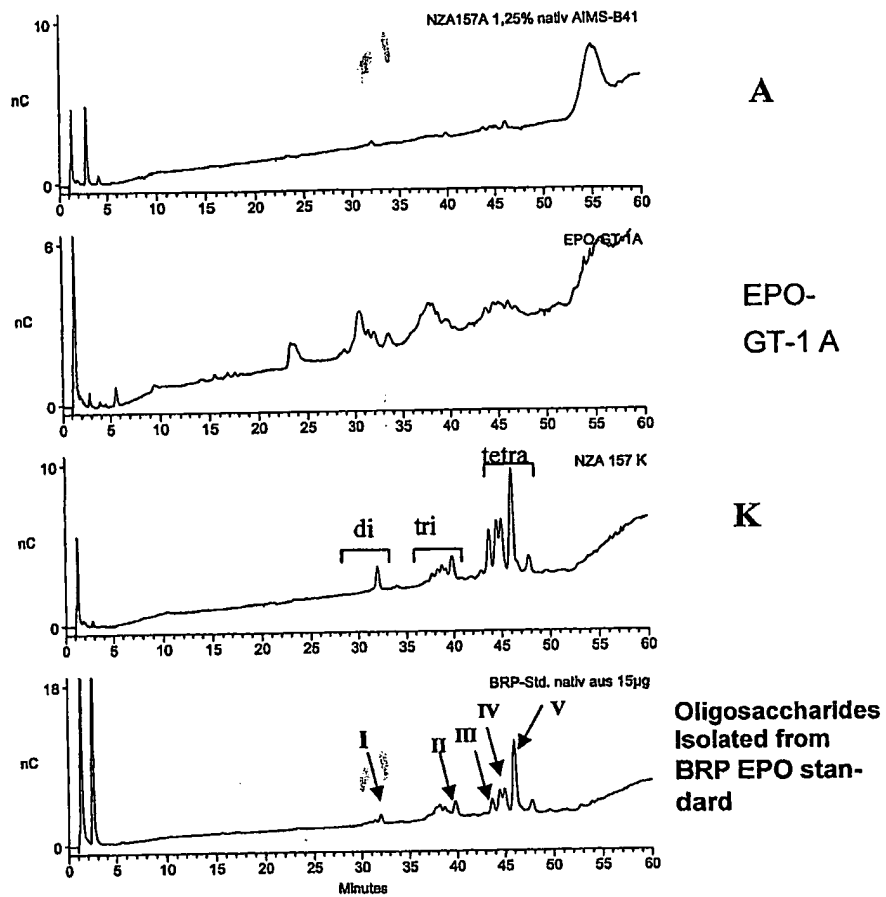 NZA157A 1,25% nativ AIMS-B41
10
nC
0
0 5 10 15 20 25 30 35 40 45 50 55 60
A
EPO-GT-1A
6
nC
0
0 5 10 15 20 25 30 35 40 45 50 55 60
EPO-
GT-1 A
tetra
NZA 157 K
10
di
tri
nC
0
0 5 10 15 20 25 30 35 40 45 50 55 60
K
BRP-Std. nativ aus 15µg
18
I
II
III
IV
V
nC
0
0 5 10 15 20 25 30 35 40 45 50 55 60
Minutes
Oligosaccharides
Isolated from
BRP EPO stan-
dard